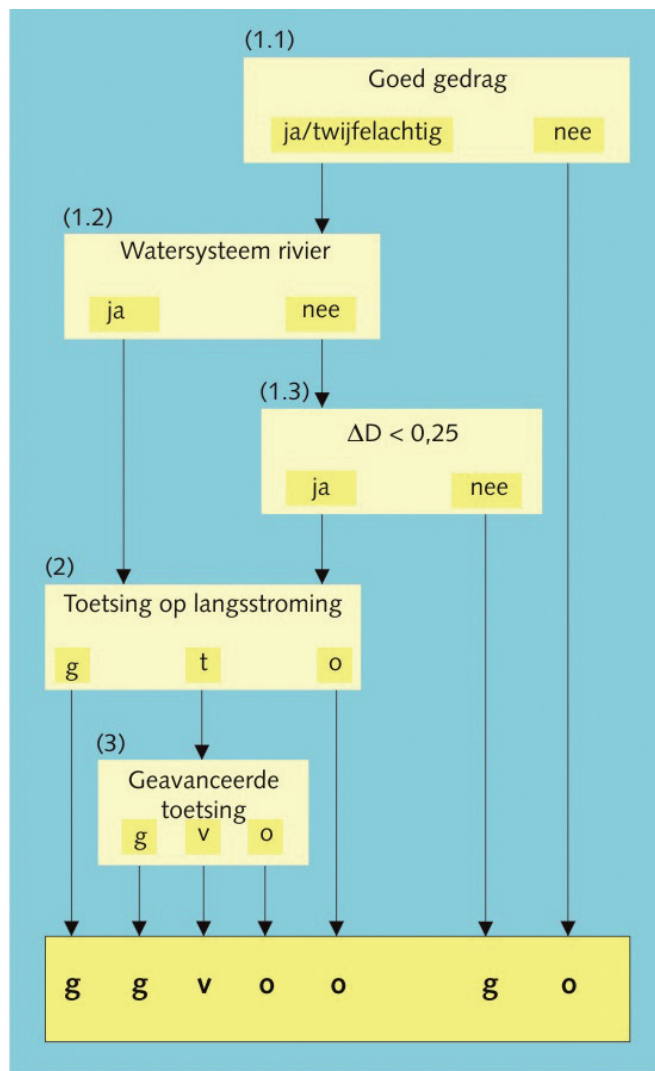 (1.1)
Goed gedrag
ja/twijfelachtig nee
(1.2)
Watersysteem rivier
ja nee
(1.3)
ΔD < 0,25
ja nee
(2)
Toetsing op langsstroming
g t o
(3)
Geavanceerde
toetsing
g v o
g g v o o g o